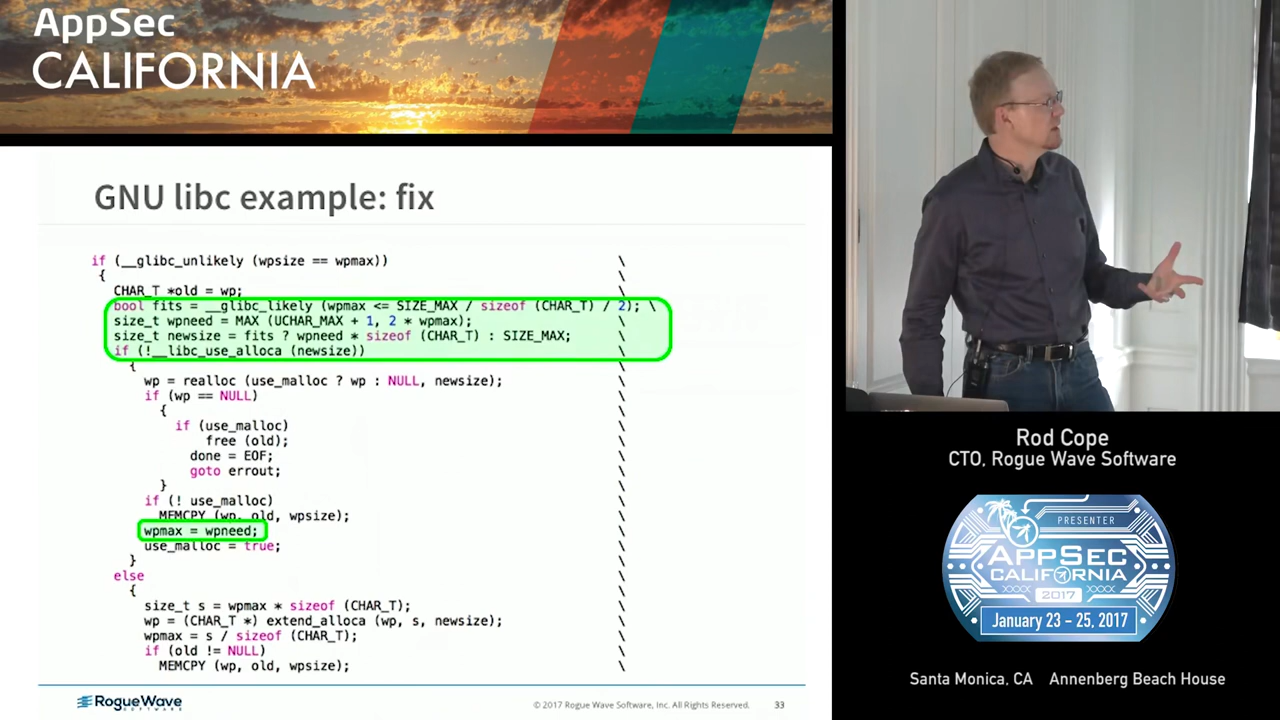 AppSec
CALIFORNIA
GNU libc example: fix
if (__glibc_unlikely (wpsize == wpmax)) \
{ \
CHAR_T *old = wp; \
bool fits = __glibc_likely (wpmax <= SIZE_MAX / sizeof (CHAR_T) / 2); \
size_t wpneed = MAX (UCHAR_MAX + 1, 2 * wpmax); \
size_t newsize = fits ? wpneed * sizeof (CHAR_T) : SIZE_MAX; \
if (!__libc_use_alloca (newsize)) \
{ \
wp = realloc (use_malloc ? wp : NULL, newsize); \
if (wp == NULL) \
{ \
if (use_malloc) \
free (old); \
done = EOF; \
goto errout; \
} \
if (! use_malloc) \
MEMCPY (wp, old, wpsize); \
wpmax = wpneed; \
use_malloc = true; \
} \
else \
{ \
size_t s = wpmax * sizeof (CHAR_T); \
wp = (CHAR_T *) extend_alloca (wp, s, newsize); \
wpmax = s / sizeof (CHAR_T); \
if (old != NULL) \
MEMCPY (wp, old, wpsize); \
RogueWave
SOFTWARE
© 2017 Rogue Wave Software, Inc. All Rights Reserved. 33
Rod Cope
CTO, Rogue Wave Software
PRESENTER
APPSEC
CALIFORNIA
2017
January 23 – 25, 2017
Santa Monica, CA Annenberg Beach House